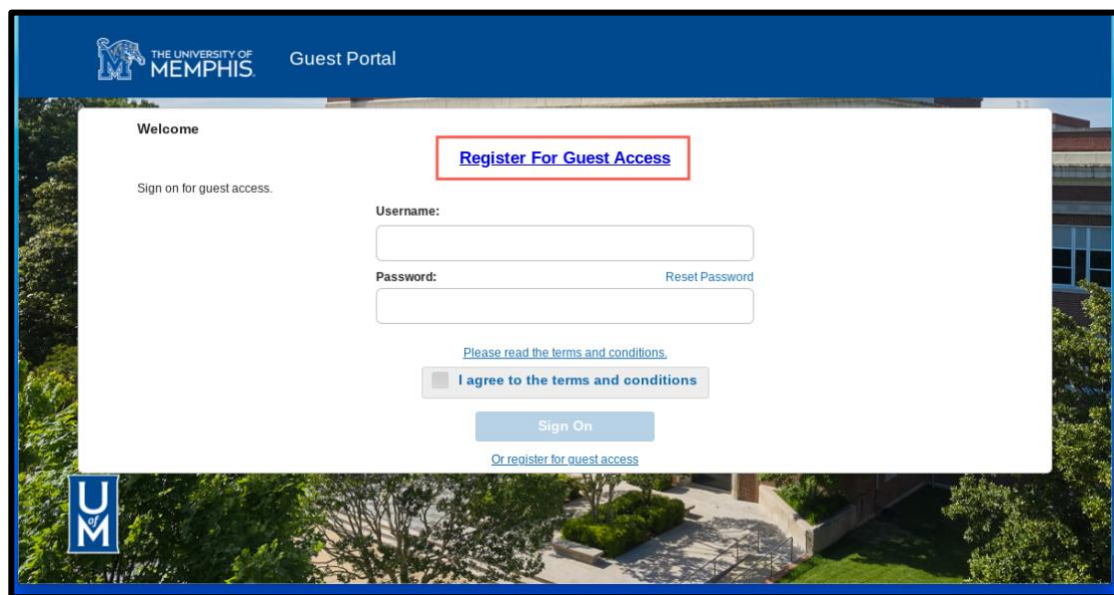 THE UNIVERSITY OF
MEMPHIS.
Guest Portal
Welcome
Register For Guest Access
Sign on for guest access.
Username:
Password:
Reset Password
Please read the terms and conditions.
I agree to the terms and conditions
Sign On
Or register for guest access
U
of
M